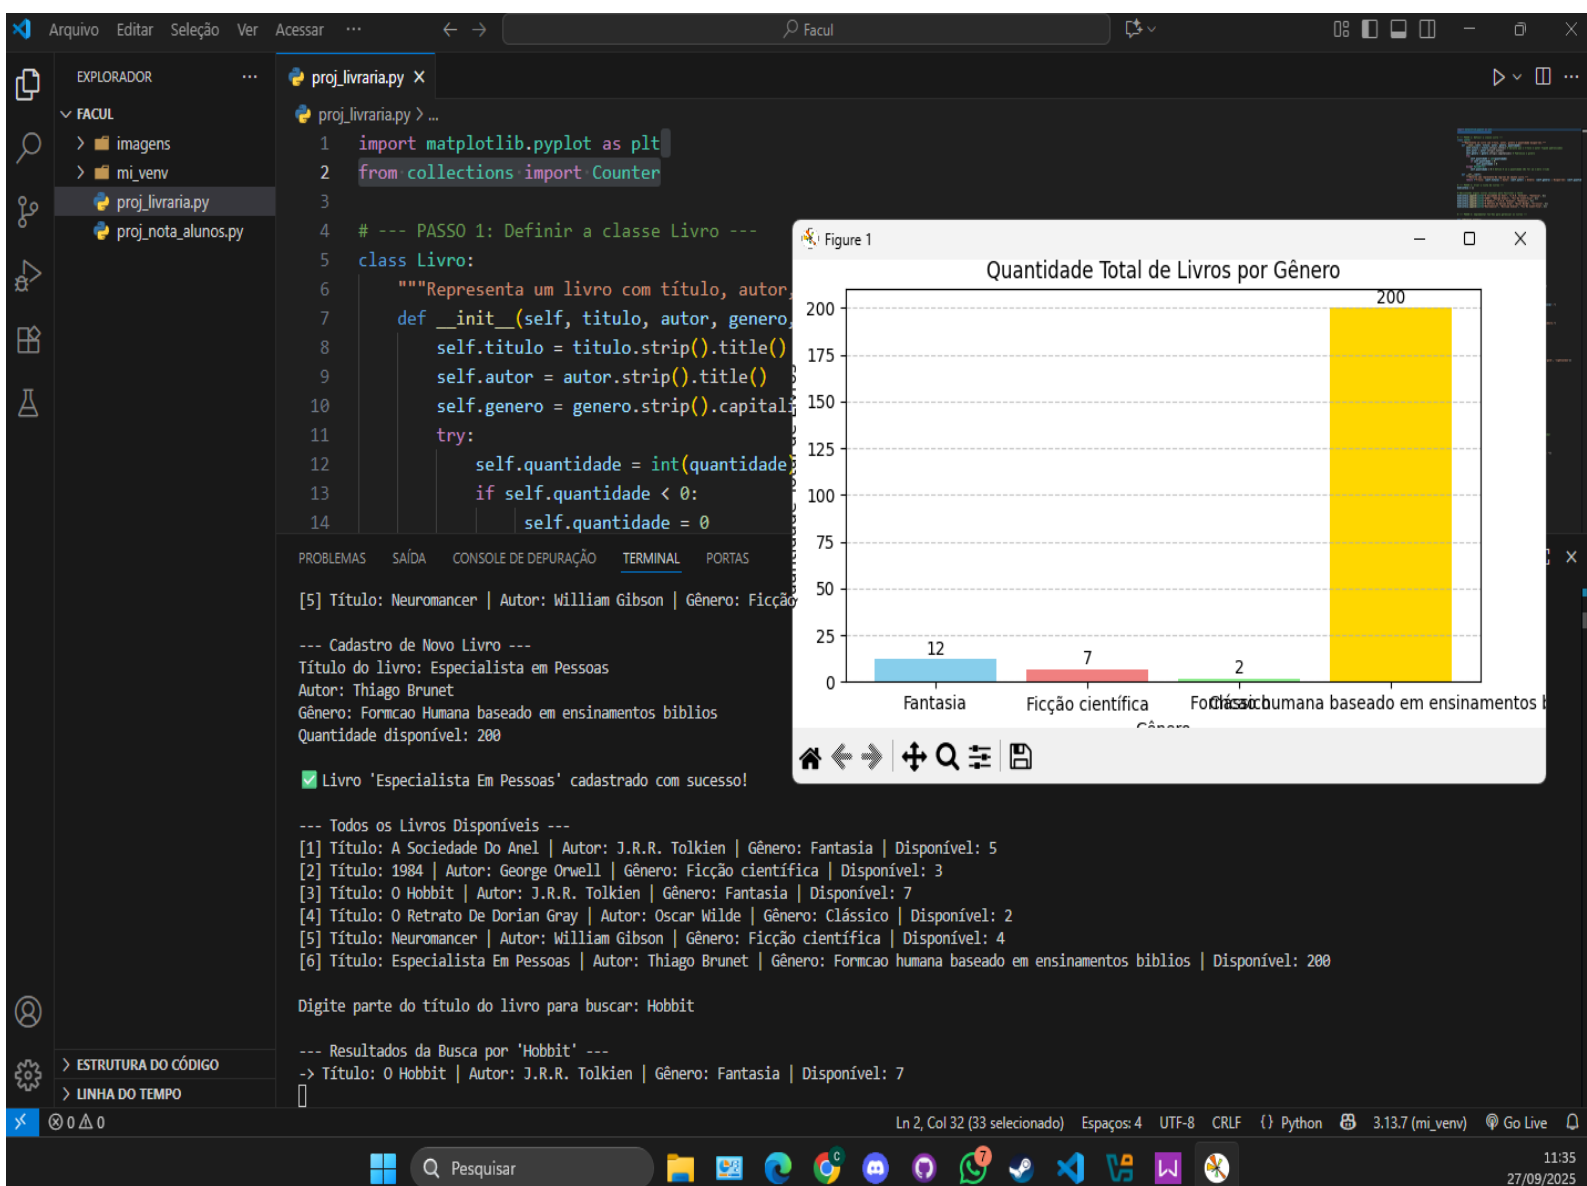 Arquivo Editar Seleção Ver Acessar ··· Facul
EXPLORADOR ···
FACUL
imagens
mi_venv
proj_livraria.py
proj_nota_alunos.py
ESTRUTURA DO CÓDIGO
LINHA DO TEMPO
proj_livraria.py
proj_livraria.py > ...
1 import matplotlib.pyplot as plt
2 from collections import Counter
3
4 # --- PASSO 1: Definir a classe Livro ---
5 class Livro:
6 """Representa um livro com título, autor,
7 def __init__(self, titulo, autor, genero,
8 self.titulo = titulo.strip().title()
9 self.autor = autor.strip().title()
10 self.genero = genero.strip().capitali
11 try:
12 self.quantidade = int(quantidade)
13 if self.quantidade < 0:
14 self.quantidade = 0
Figure 1
Quantidade Total de Livros por Gênero
Quantidade Total de Livros
200
175
150
125
100
75
50
25
0
12
7
2
200
Fantasia
Ficção científica
Clássico
humana baseado em ensinamentos
Gênero
PROBLEMAS SAÍDA CONSOLE DE DEPURAÇÃO TERMINAL PORTAS
[5] Título: Neuromancer | Autor: William Gibson | Gênero: Ficção
--- Cadastro de Novo Livro ---
Título do livro: Especialista em Pessoas
Autor: Thiago Brunet
Gênero: Formcao Humana baseado em ensinamentos biblios
Quantidade disponível: 200
✅ Livro 'Especialista Em Pessoas' cadastrado com sucesso!
--- Todos os Livros Disponíveis ---
[1] Título: A Sociedade Do Anel | Autor: J.R.R. Tolkien | Gênero: Fantasia | Disponível: 5
[2] Título: 1984 | Autor: George Orwell | Gênero: Ficção científica | Disponível: 3
[3] Título: O Hobbit | Autor: J.R.R. Tolkien | Gênero: Fantasia | Disponível: 7
[4] Título: O Retrato De Dorian Gray | Autor: Oscar Wilde | Gênero: Clássico | Disponível: 2
[5] Título: Neuromancer | Autor: William Gibson | Gênero: Ficção científica | Disponível: 4
[6] Título: Especialista Em Pessoas | Autor: Thiago Brunet | Gênero: Formcao humana baseado em ensinamentos biblios | Disponível: 200
Digite parte do título do livro para buscar: Hobbit
--- Resultados da Busca por 'Hobbit' ---
-> Título: O Hobbit | Autor: J.R.R. Tolkien | Gênero: Fantasia | Disponível: 7
0 0 Ln 2, Col 32 (33 selecionado) Espaços: 4 UTF-8 CRLF {} Python 3.13.7 (mi_venv) Go Live
Pesquisar
7
11:35
27/09/2025